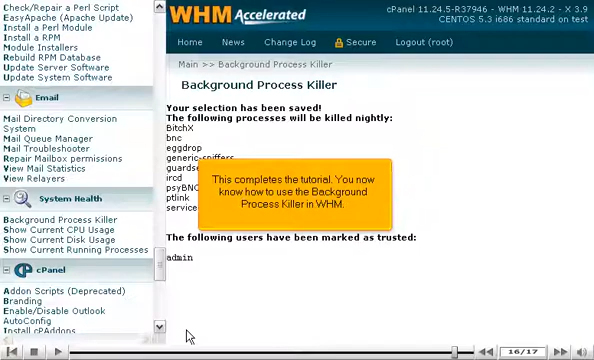 Check/Repair a Perl Script
EasyApache (Apache Update)
Install a Perl Module
Install a RPM
Module Installers
Rebuild RPM Database
Update Server Software
Update System Software
Email
Mail Directory Conversion
System
Mail Queue Manager
Mail Troubleshooter
Repair Mailbox permissions
View Mail Statistics
View Relayers
System Health
Background Process Killer
Show Current CPU Usage
Show Current Disk Usage
Show Current Running Processes
cPanel
Addon Scripts (Deprecated)
Branding
Enable/Disable Outlook
AutoConfig
Install cPAddons
WHM Accelerated
cPanel 11.24.5-R37946 - WHM 11.24.2 - X 3.9
CENTOS 5.3 i686 standard on test
Home News Change Log Secure Logout (root)
Main >> Background Process Killer
Background Process Killer
Your selection has been saved!
The following processes will be killed nightly:
BitchX
bnc
eggdrop
generic-sniffers
guardse
ircd
psyBNC
ptlink
service
This completes the tutorial. You now
know how to use the Background
Process Killer in WHM.
The following users have been marked as trusted:
admin
16/17